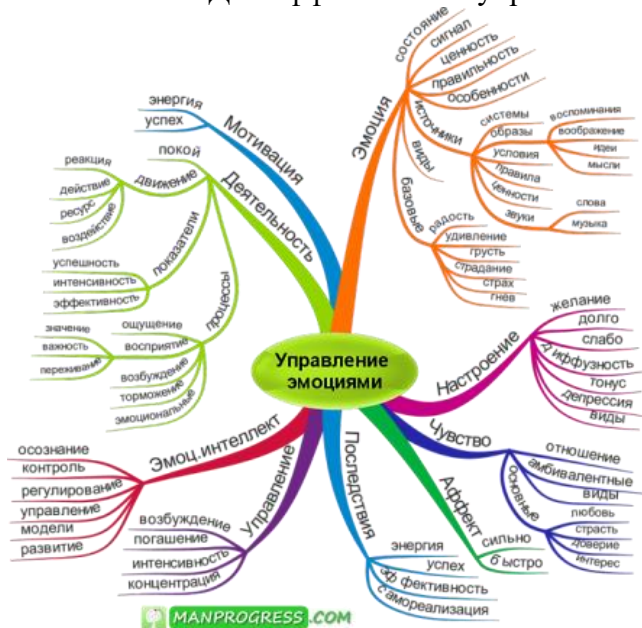 состояние
сигнал
ценность
правильность
особенности
Эмоция
источники
системы
образы
воспоминания
воображение
идеи
мысли
условия
правила
ценности
звуки
слова
музыка
виды
базовые
радость
удивление
грусть
страдание
страх
гнев
энергия
успех
Мотивация
покой
Деятельность
реакция
действие
ресурс
воздействие
движение
успешность
интенсивность
эффективность
показатели
процессы
ощущение
восприятие
значение
важность
переживание
возбуждение
торможение
эмоциональные
Управление
эмоциями
Настроение
желание
долго
слабо
диффузность
тонус
депрессия
виды
Чувство
отношение
амбивалентные
виды
основные
любовь
страсть
доверие
интерес
Аффект
сильно
быстро
Последствия
энергия
успех
эффективность
самореализация
Управление
возбуждение
погашение
интенсивность
концентрация
Эмоц.интеллект
осознание
контроль
регулирование
управление
модели
развитие
MANPROGRESS.COM